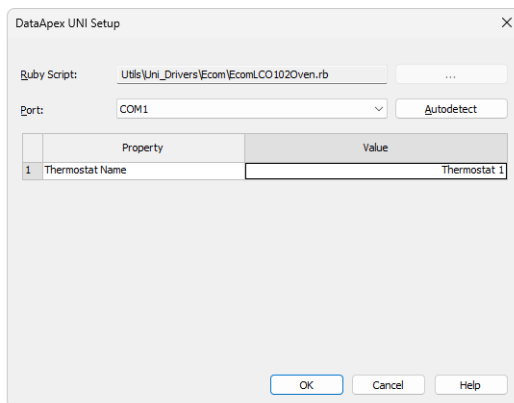 DataApex UNI Setup
Ruby Script: Utils\Uni_Drivers\Ecom\EcomLCO102Oven.rb ...
Port: COM1 Autodetect
Property Value
1 Thermostat Name Thermostat 1
OK Cancel Help